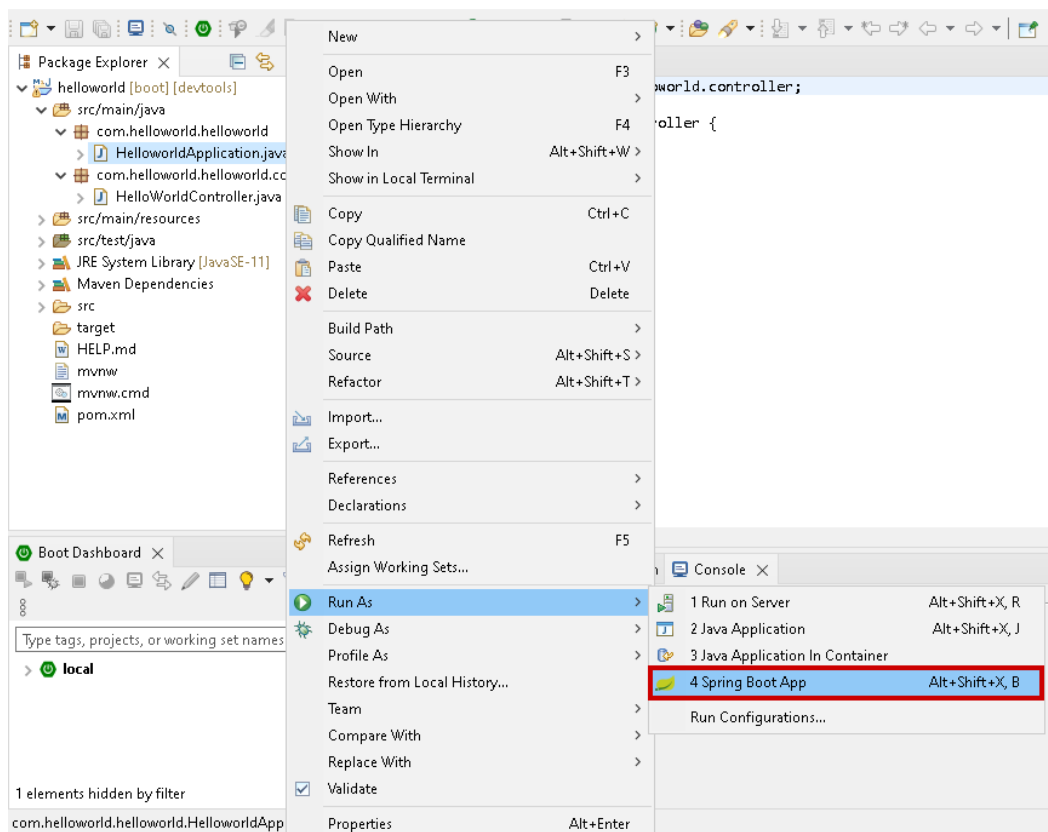 Package Explorer
helloworld [boot] [devtools]
src/main/java
com.helloworld.helloworld
HelloworldApplication.java
com.helloworld.helloworld.co
HelloWorldController.java
src/main/resources
src/test/java
JRE System Library [JavaSE-11]
Maven Dependencies
src
target
HELP.md
mvnw
mvnw.cmd
pom.xml
Boot Dashboard
Type tags, projects, or working set names
local
1 elements hidden by filter
com.helloworld.helloworld.HelloworldApp
New
Open F3
Open With
Open Type Hierarchy F4
Show In Alt+Shift+W
Show in Local Terminal
Copy Ctrl+C
Copy Qualified Name
Paste Ctrl+V
Delete Delete
Build Path
Source Alt+Shift+S
Refactor Alt+Shift+T
Import...
Export...
References
Declarations
Refresh F5
Assign Working Sets...
Run As
Debug As
Profile As
Restore from Local History...
Team
Compare With
Replace With
Validate
Properties Alt+Enter
oworld.controller;
roller {
Console
1 Run on Server Alt+Shift+X, R
2 Java Application Alt+Shift+X, J
3 Java Application In Container
4 Spring Boot App Alt+Shift+X, B
Run Configurations...